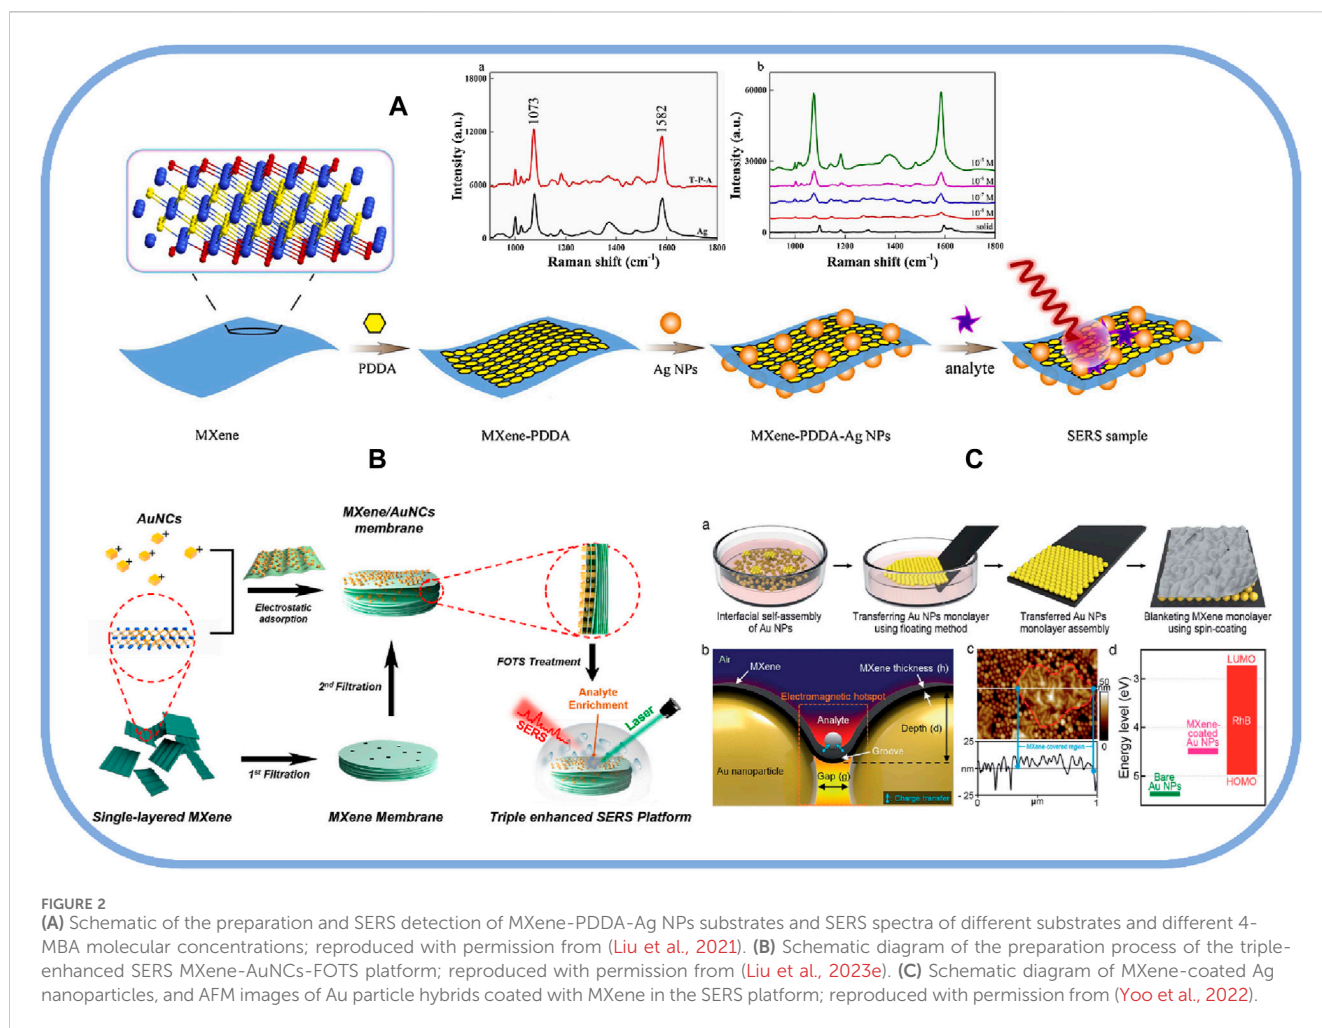 A
a
18000
12000
6000
0
Intensity (a.u.)
1073
1582
T-P-A
Ag
1000
1200
1400
1600
1800
Raman shift (cm⁻¹)
b
60000
30000
0
Intensity (a.u.)
solid
1000
1200
1400
1600
1800
Raman shift (cm⁻¹)
PDDA
Ag NPs
analyte
MXene
MXene-PDDA
MXene-PDDA-Ag NPs
SERS sample
B
AuNCs
+
+
+
+
+
Electrostatic
adsorption
MXene/AuNCs
membrane
FOTS Treatment
2nd Filtration
Analyte
Enrichment
SERS
Laser
1st Filtration
Single-layered MXene
MXene Membrane
Triple enhanced SERS Platform
C
a
Interfacial self-assembly
of Au NPs
Transferring Au NPs monolayer
using floating method
Transferred Au NPs
monolayer assembly
Blanketing MXene monolayer
using spin-coating
b
Air
MXene
MXene thickness (h)
Electromagnetic hotspot
Analyte
Depth (d)
Groove
Au nanoparticle
Gap (g)
Charge transfer
c
50
nm
0
25
nm
- 25
MXene-covered region
0
μm
1
d
Energy level (eV)
3
4
5
LUMO
RhB
HOMO
MXene-
coated
Au NPs
Bare
Au NPs
FIGURE 2
(A) Schematic of the preparation and SERS detection of MXene-PDDA-Ag NPs substrates and SERS spectra of different substrates and different 4-
MBA molecular concentrations; reproduced with permission from (Liu et al., 2021). (B) Schematic diagram of the preparation process of the triple-
enhanced SERS MXene-AuNCs-FOTS platform; reproduced with permission from (Liu et al., 2023e). (C) Schematic diagram of MXene-coated Ag
nanoparticles, and AFM images of Au particle hybrids coated with MXene in the SERS platform; reproduced with permission from (Yoo et al., 2022).